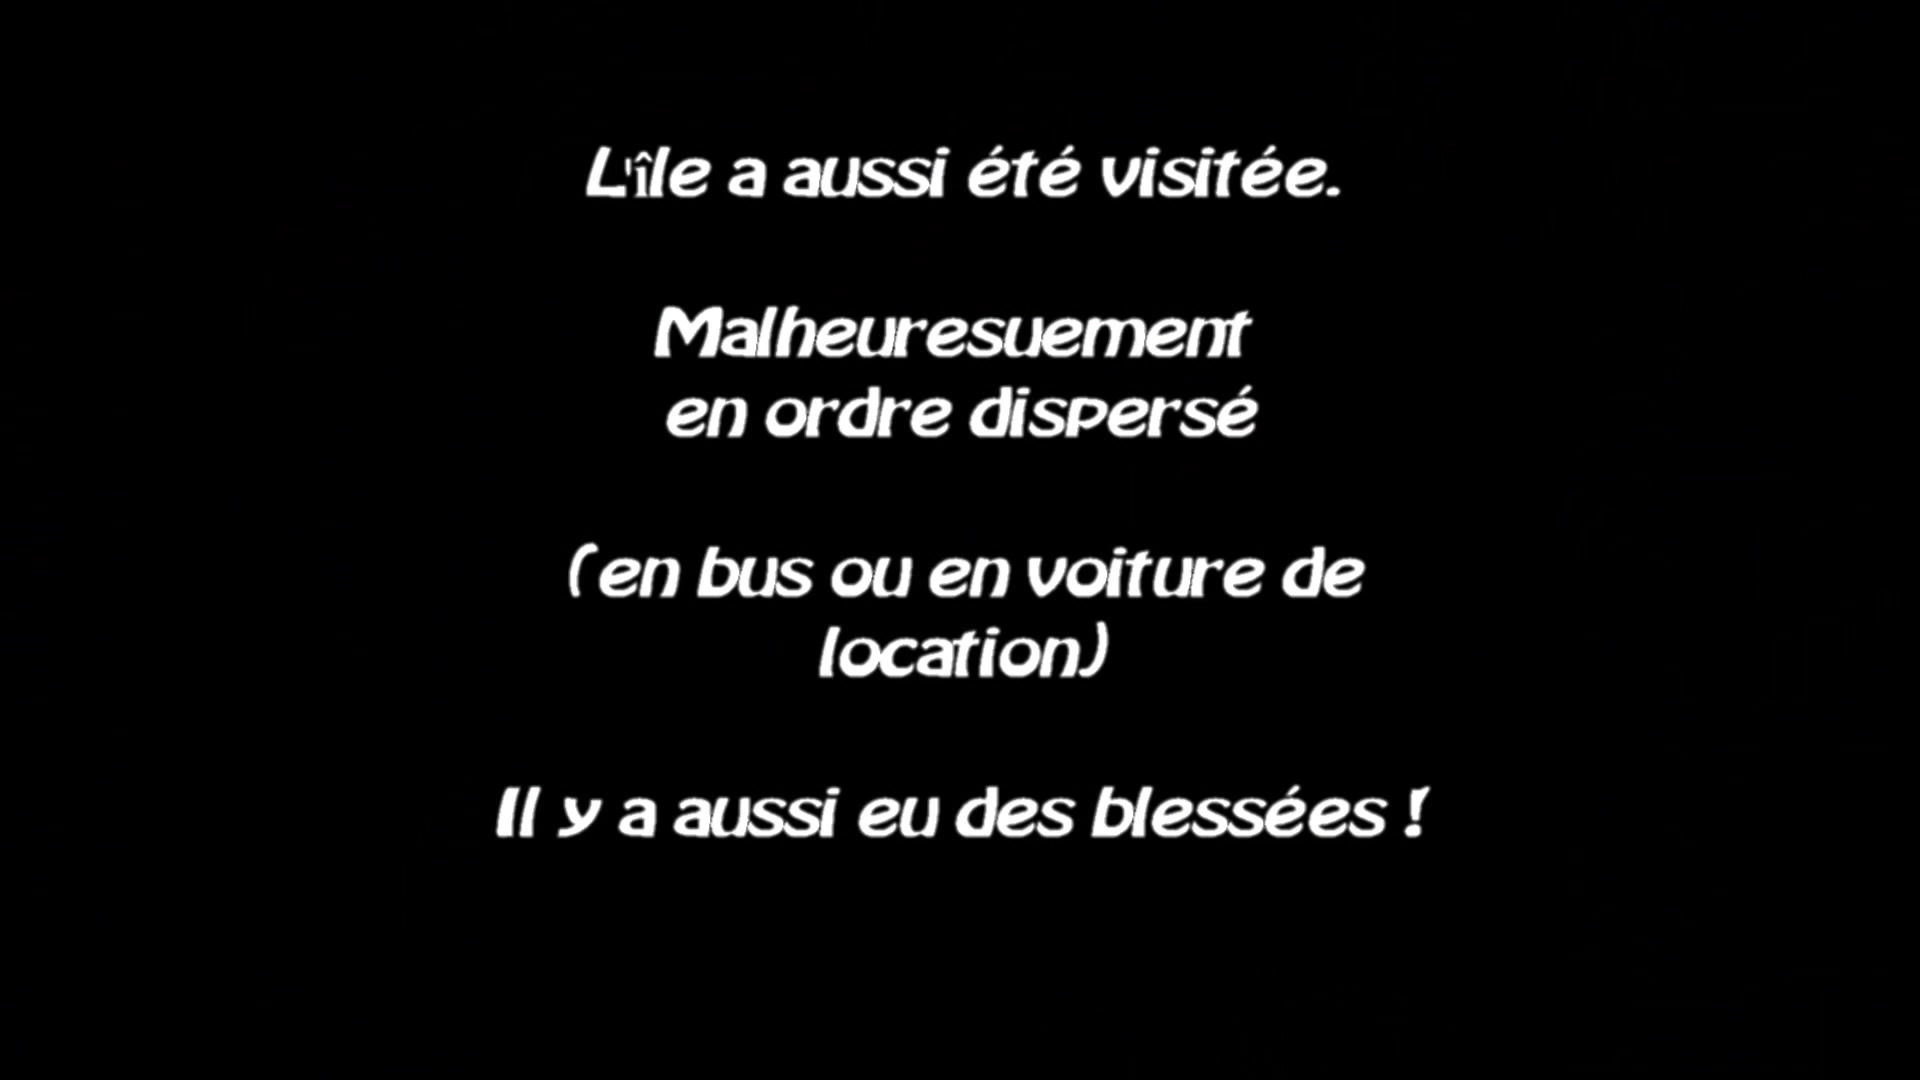 L'île a aussi été visitée.
Malheuresuement
en ordre dispersé
(en bus ou en voiture de
location)
Il y a aussi eu des blessées !